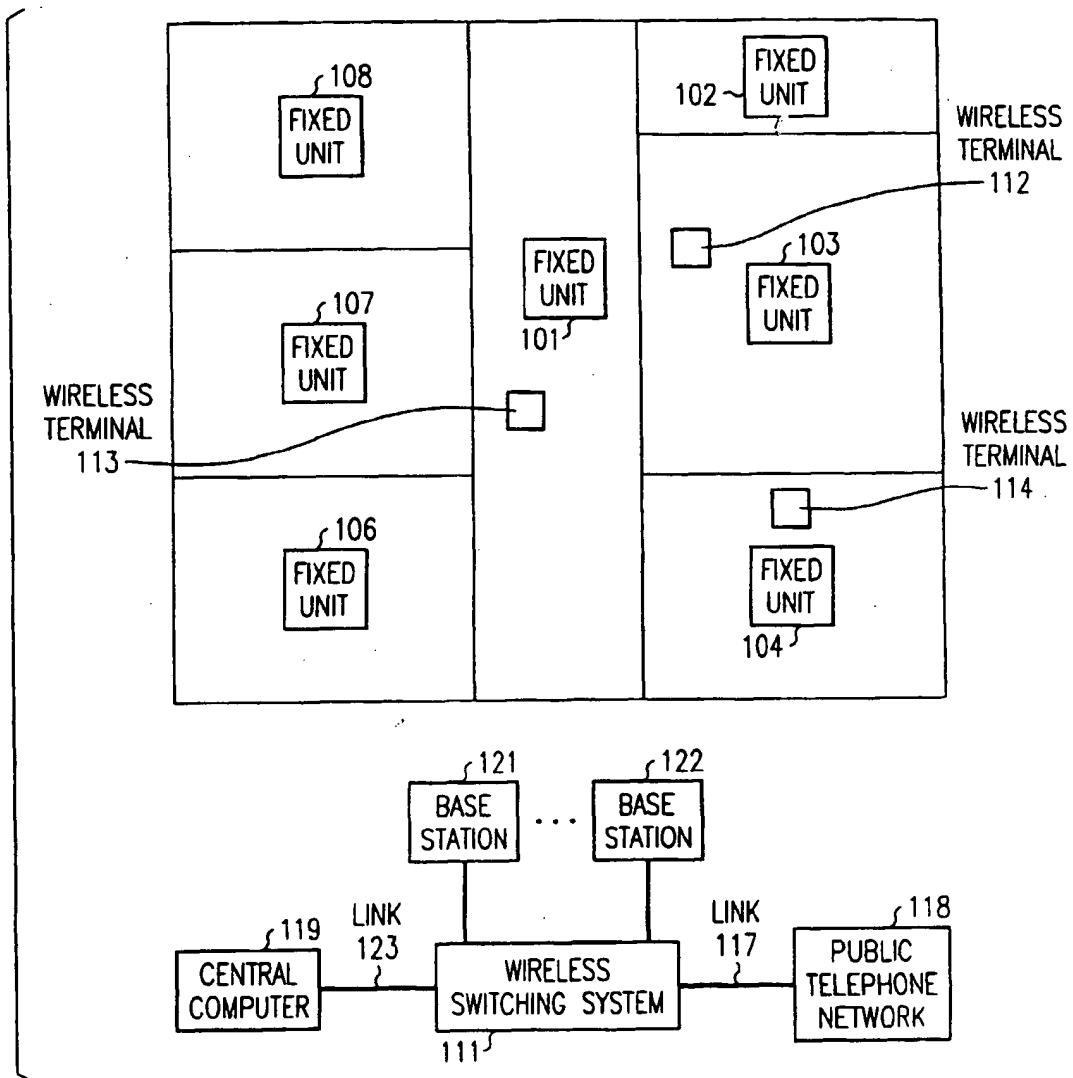 108
FIXED
UNIT
102
FIXED
UNIT
WIRELESS
TERMINAL
112
FIXED
UNIT
101
103
FIXED
UNIT
107
FIXED
UNIT
WIRELESS
TERMINAL
113
WIRELESS
TERMINAL
114
106
FIXED
UNIT
FIXED
UNIT
104
121
BASE
STATION
...
122
BASE
STATION
119
CENTRAL
COMPUTER
LINK
123
WIRELESS
SWITCHING SYSTEM
111
LINK
117
118
PUBLIC
TELEPHONE
NETWORK